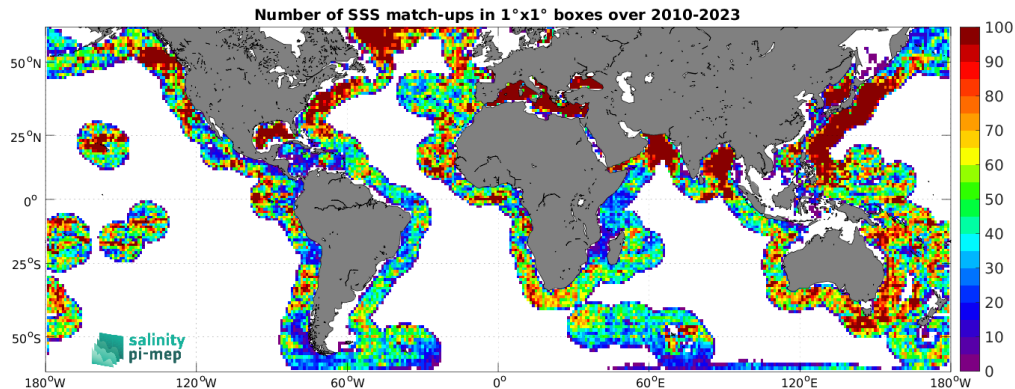 Number of SSS match-ups in 1°x1° boxes over 2010-2023
50°N
25°N
0°
25°S
50°S
180°W
120°W
60°W
0°
60°E
120°E
180°W
100
90
80
70
60
50
40
30
20
10
0
salinity
pi-mep